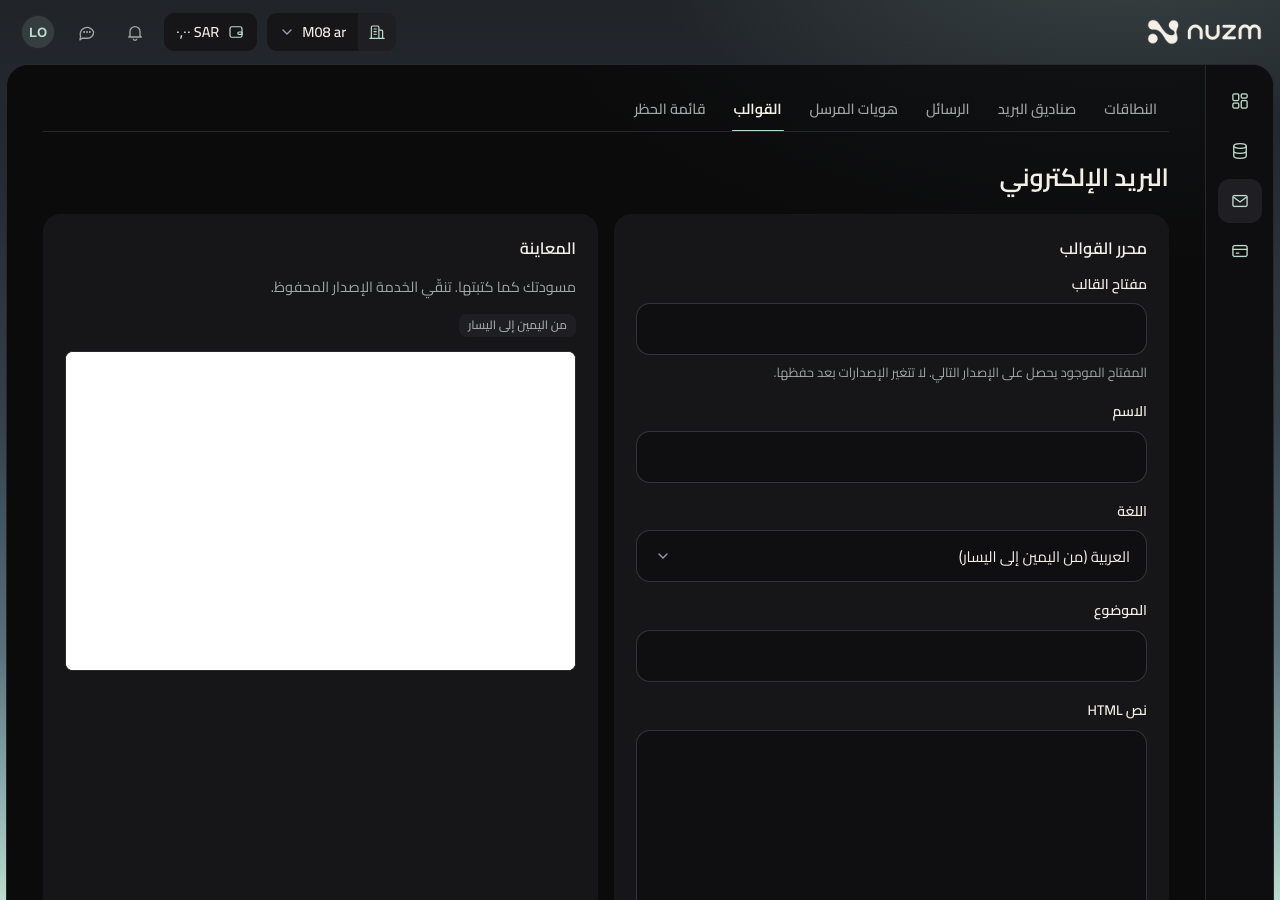 nuzm
M08 ar
٠,٠٠ SAR
LO
النطاقات
صناديق البريد
الرسائل
هويات المرسل
القوالب
قائمة الحظر
البريد الإلكتروني
محرر القوالب
مفتاح القالب
المفتاح الموجود يحصل على الإصدار التالي. لا تتغير الإصدارات بعد حفظها.
الاسم
اللغة
العربية (من اليمين إلى اليسار)
الموضوع
نص HTML
المعاينة
مسودتك كما كتبتها. تنقّي الخدمة الإصدار المحفوظ.
من اليمين إلى اليسار